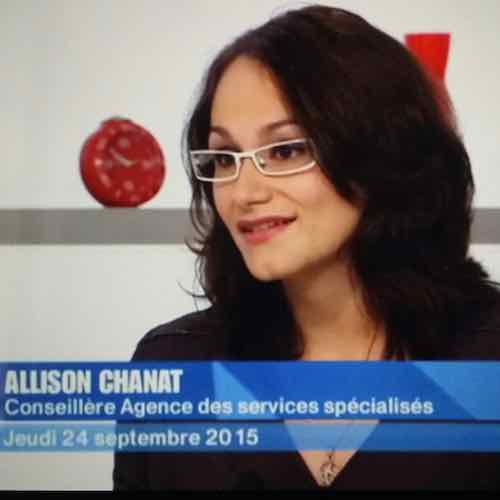 ALLISON CHANAT
Conseillère Agence des services spécialisés
Jeudi 24 septembre 2015